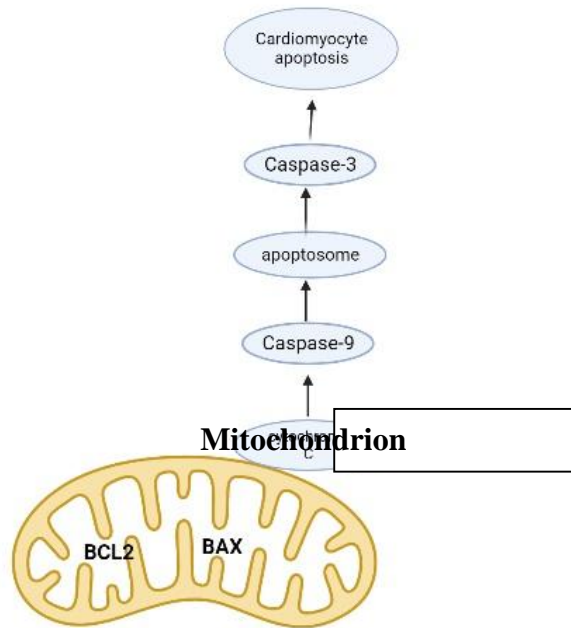 Cardiomyocyte
apoptosis
Caspase-3
apoptosome
Caspase-9
Mitochondrion
C
BCL2
BAX